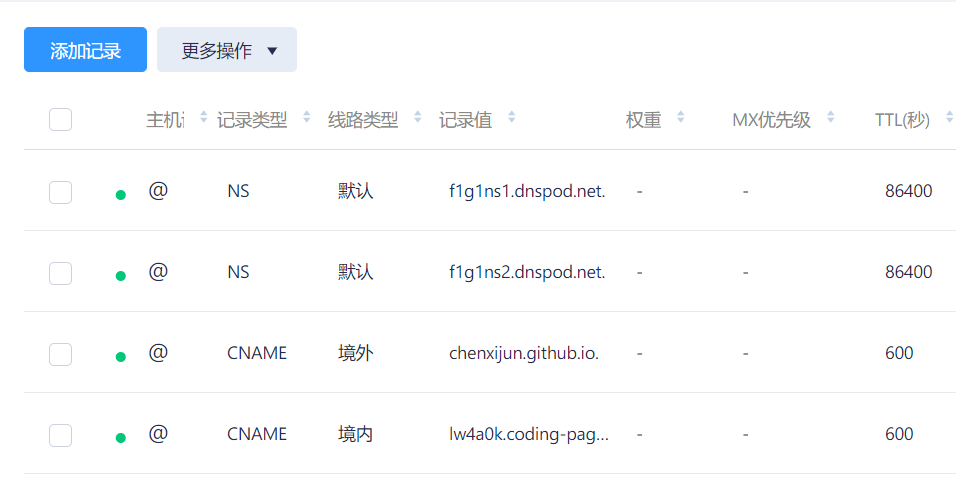 添加记录 更多操作
主机 记录类型 线路类型 记录值 权重 MX优先级 TTL(秒)
@ NS 默认 f1g1ns1.dnspod.net. - - 86400
@ NS 默认 f1g1ns2.dnspod.net. - - 86400
@ CNAME 境外 chenxijun.github.io. - - 600
@ CNAME 境内 lw4a0k.coding-pag... - - 600